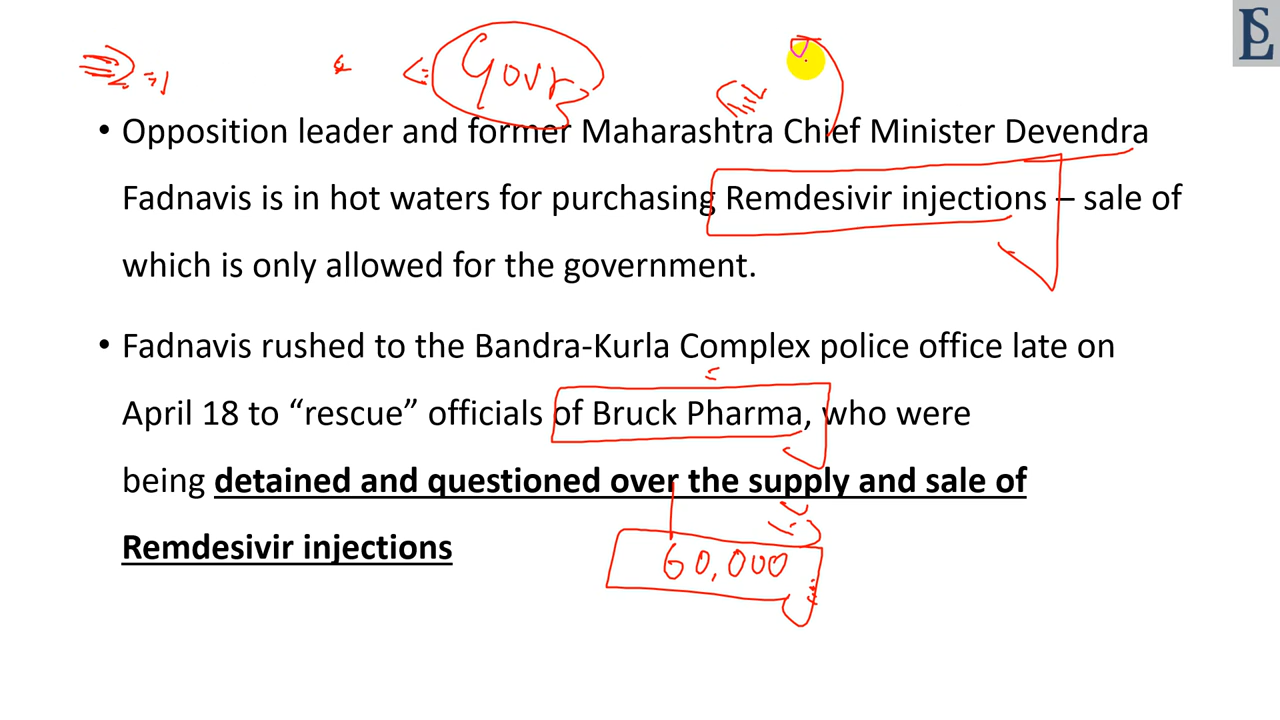 Govr
• Opposition leader and former Maharashtra Chief Minister Devendra
Fadnavis is in hot waters for purchasing Remdesivir injections – sale of
which is only allowed for the government.
• Fadnavis rushed to the Bandra-Kurla Complex police office late on
April 18 to “rescue” officials of Bruck Pharma, who were
being detained and questioned over the supply and sale of
Remdesivir injections
60,000